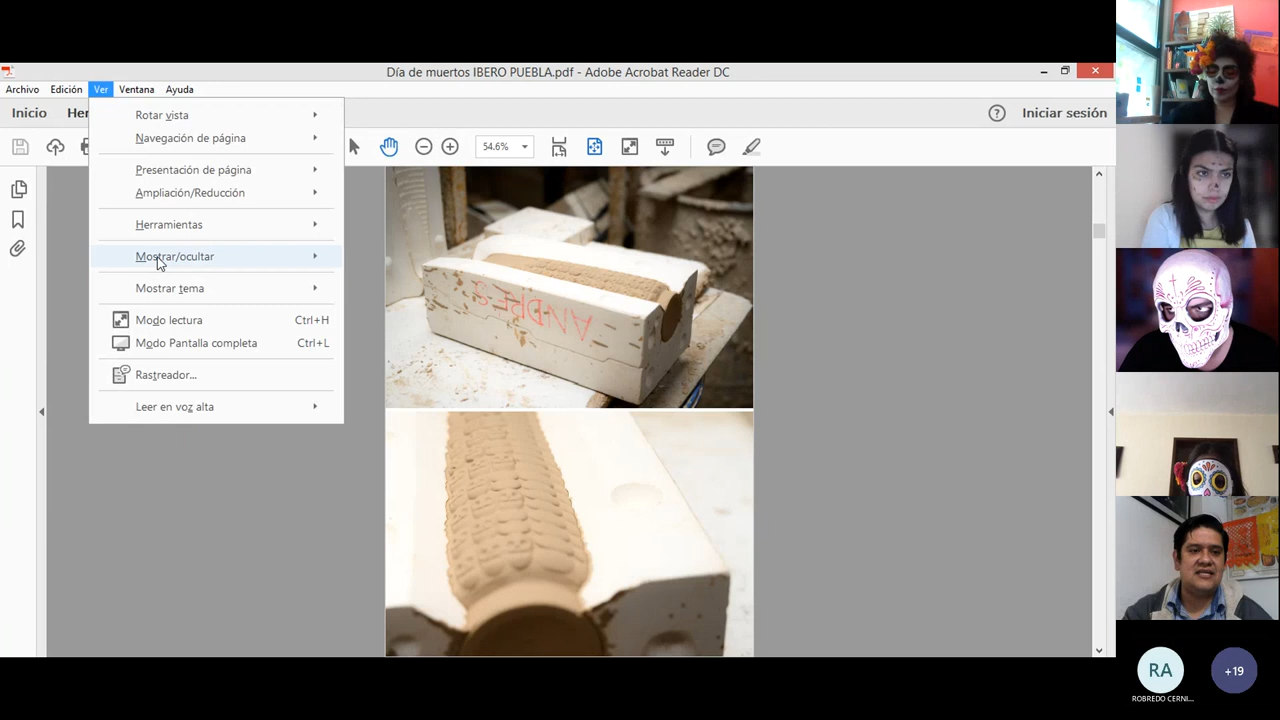 Día de muertos IBERO PUEBLA.pdf - Adobe Acrobat Reader DC
Archivo Edición Ver Ventana Ayuda
Inicio Her Iniciar sesión
54.6%
Rotar vista
Navegación de página
Presentación de página
Ampliación/Reducción
Herramientas
Mostrar/ocultar
Mostrar tema
Modo lectura Ctrl+H
Modo Pantalla completa Ctrl+L
Rastreador...
Leer en voz alta
ANDRES
RA
+19
ROBREDO CERNI...